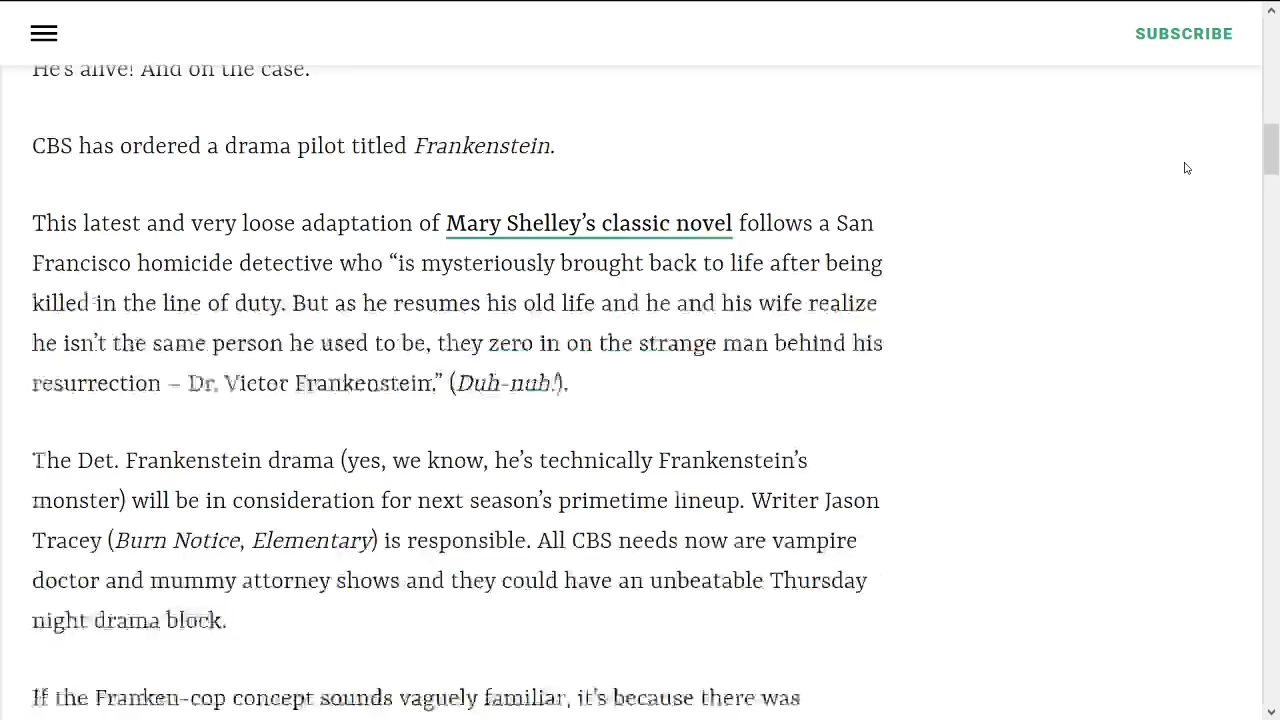 SUBSCRIBE
He's alive! And on the case.
CBS has ordered a drama pilot titled Frankenstein.
This latest and very loose adaptation of Mary Shelley’s classic novel follows a San
Francisco homicide detective who “is mysteriously brought back to life after being
killed in the line of duty. But as he resumes his old life and he and his wife realize
he isn’t the same person he used to be, they zero in on the strange man behind his
resurrection – Dr. Victor Frankenstein.” (Duh-nuh!).
The Det. Frankenstein drama (yes, we know, he’s technically Frankenstein’s
monster) will be in consideration for next season’s primetime lineup. Writer Jason
Tracey (Burn Notice, Elementary) is responsible. All CBS needs now are vampire
doctor and mummy attorney shows and they could have an unbeatable Thursday
night drama block.
If the Franken-cop concept sounds vaguely familiar, it’s because there was